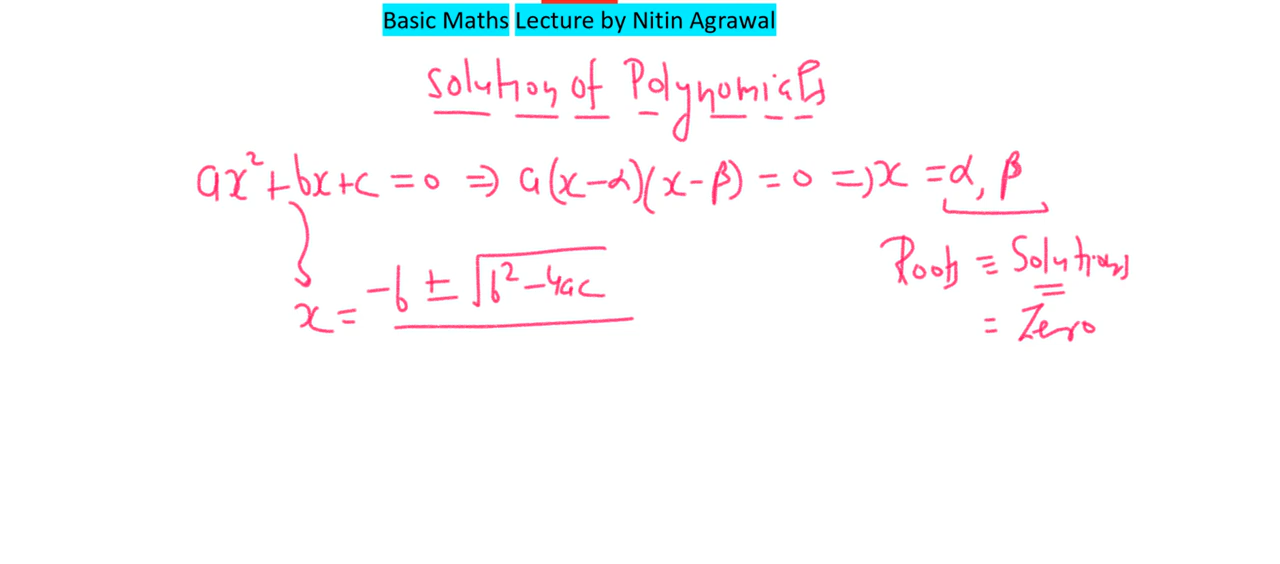 Basic Maths Lecture by Nitin Agrawal
Solution of Polynomials
ax²+bx+c = 0 ⇒ a(x-α)(x-β) = 0 ⇒ x = α, β
Roots ≡ Solutions
= Zero
x = -b ± √b²-4ac